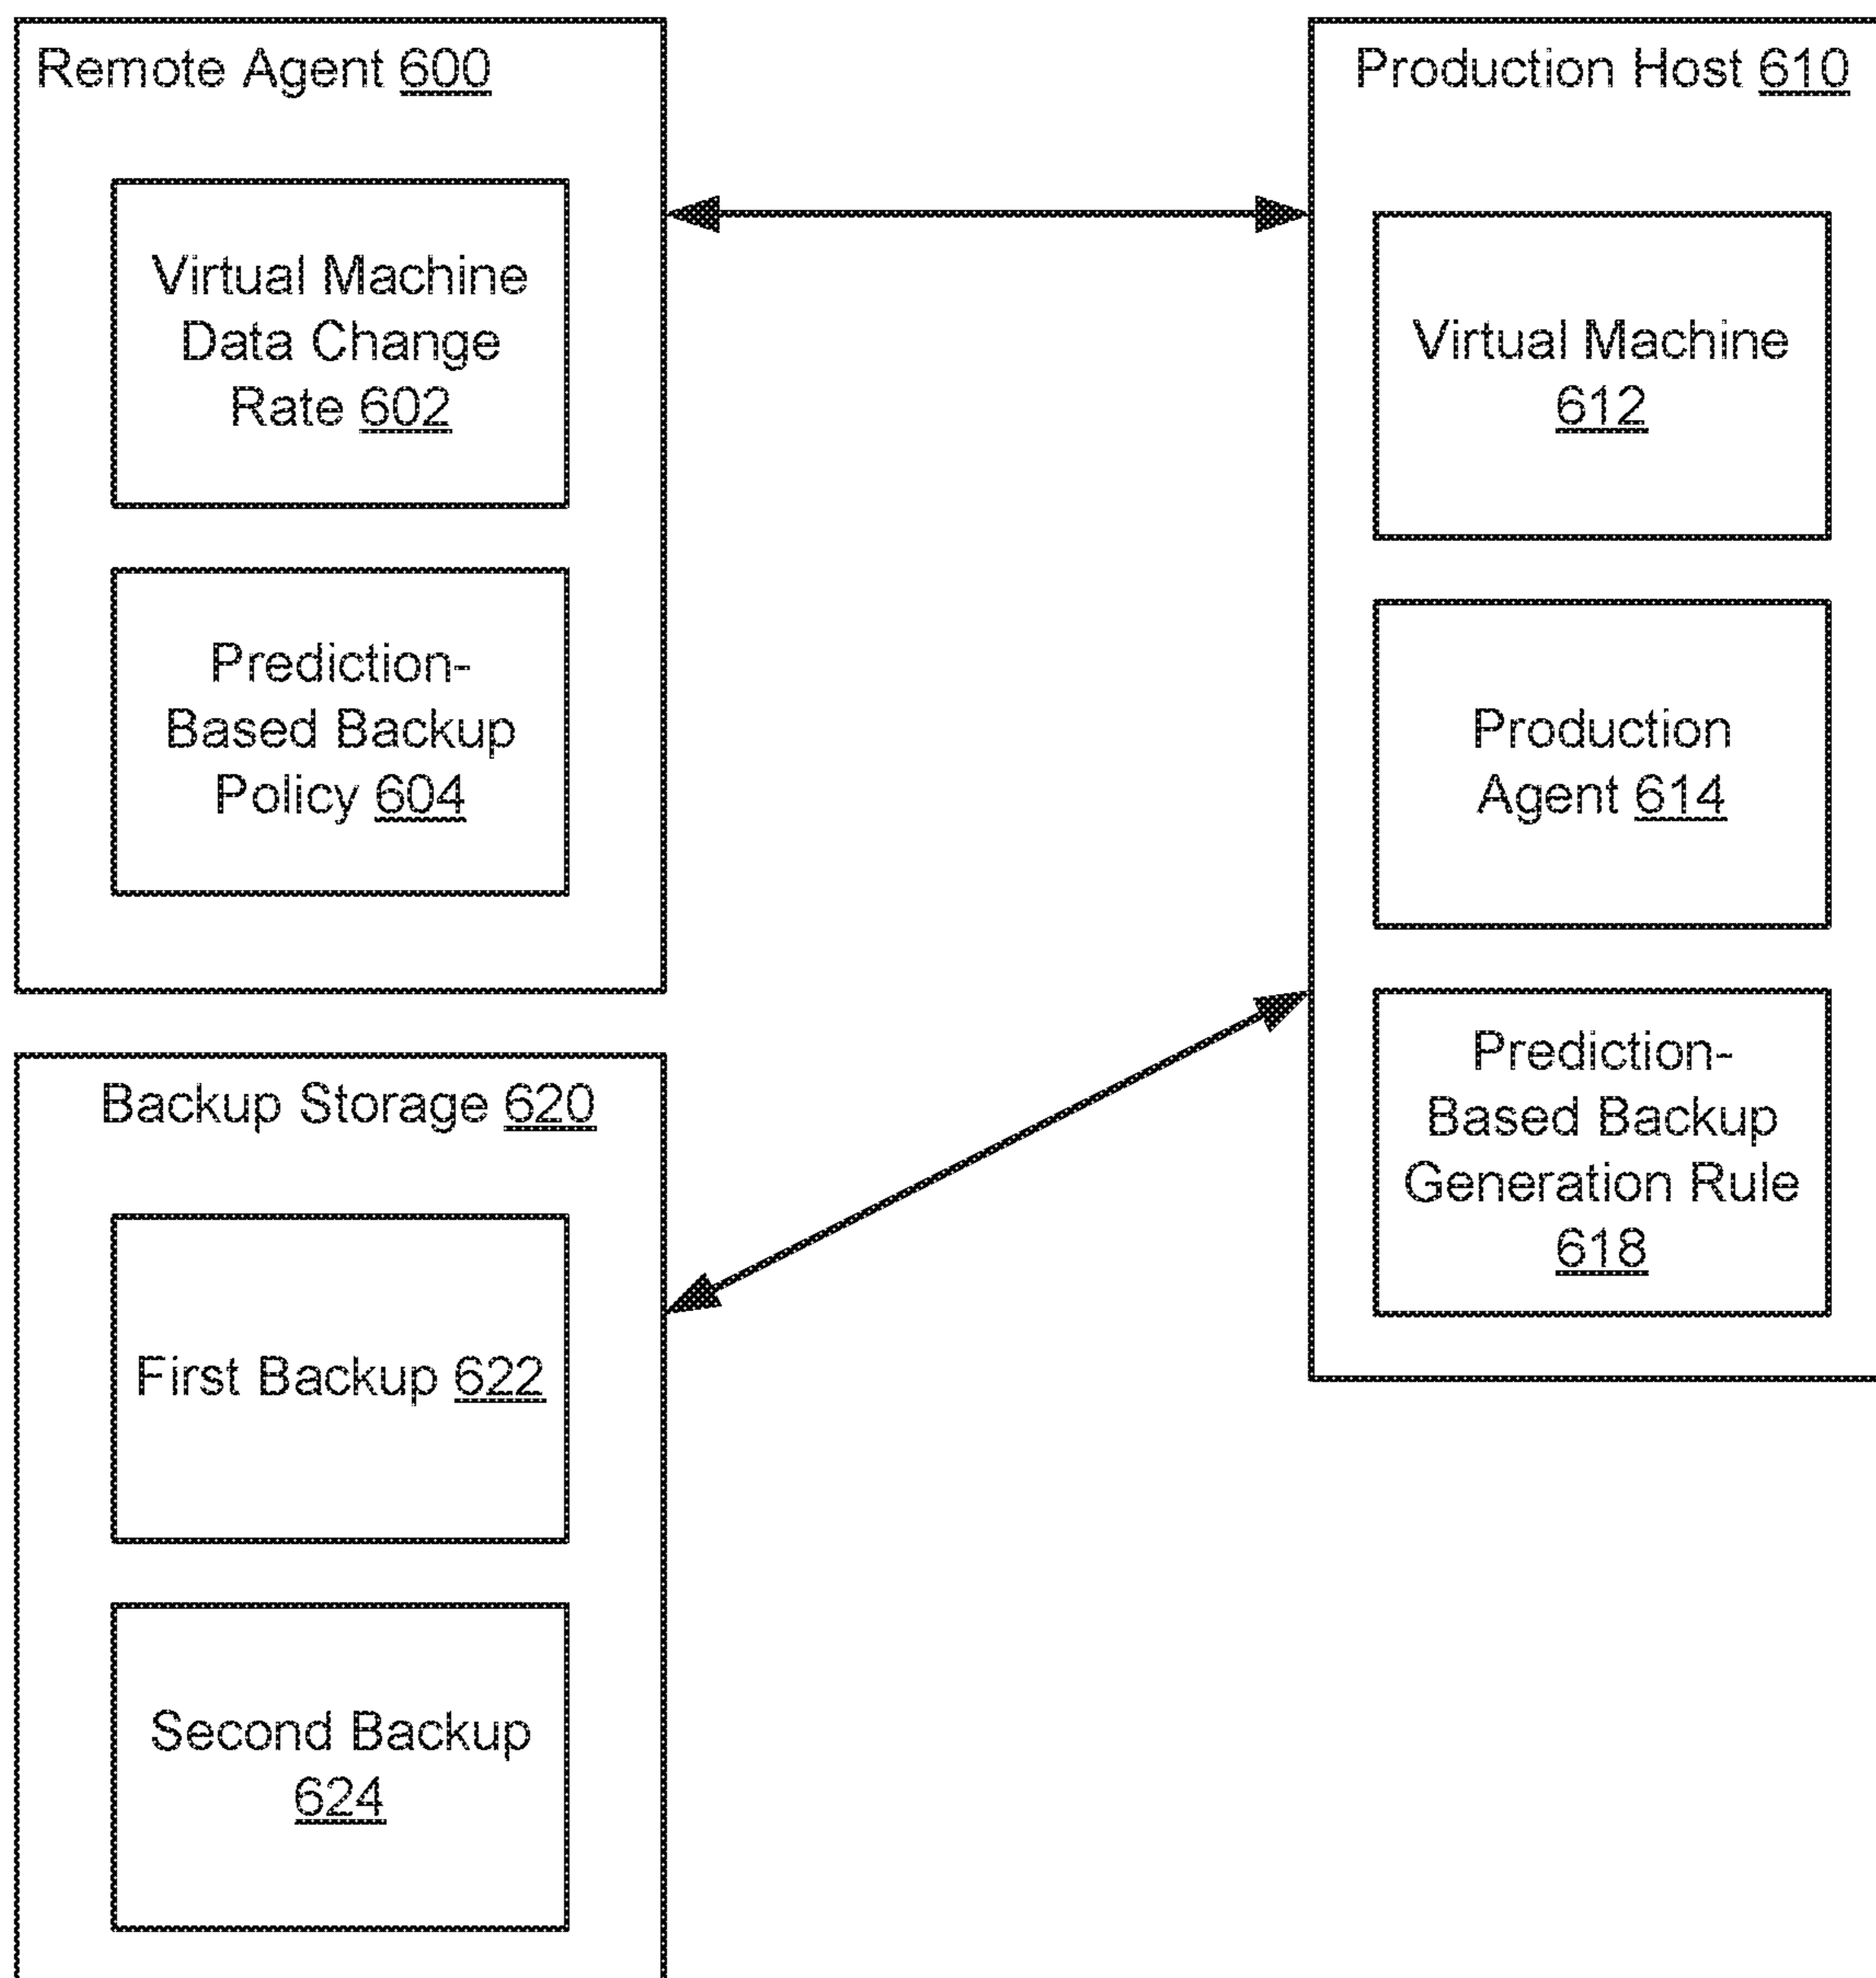 Remote Agent 600
Virtual Machine
Data Change
Rate 602
Prediction-
Based Backup
Policy 604
Production Host 610
Virtual Machine
612
Production
Agent 614
Prediction-
Based Backup
Generation Rule
618
Backup Storage 620
First Backup 622
Second Backup
624